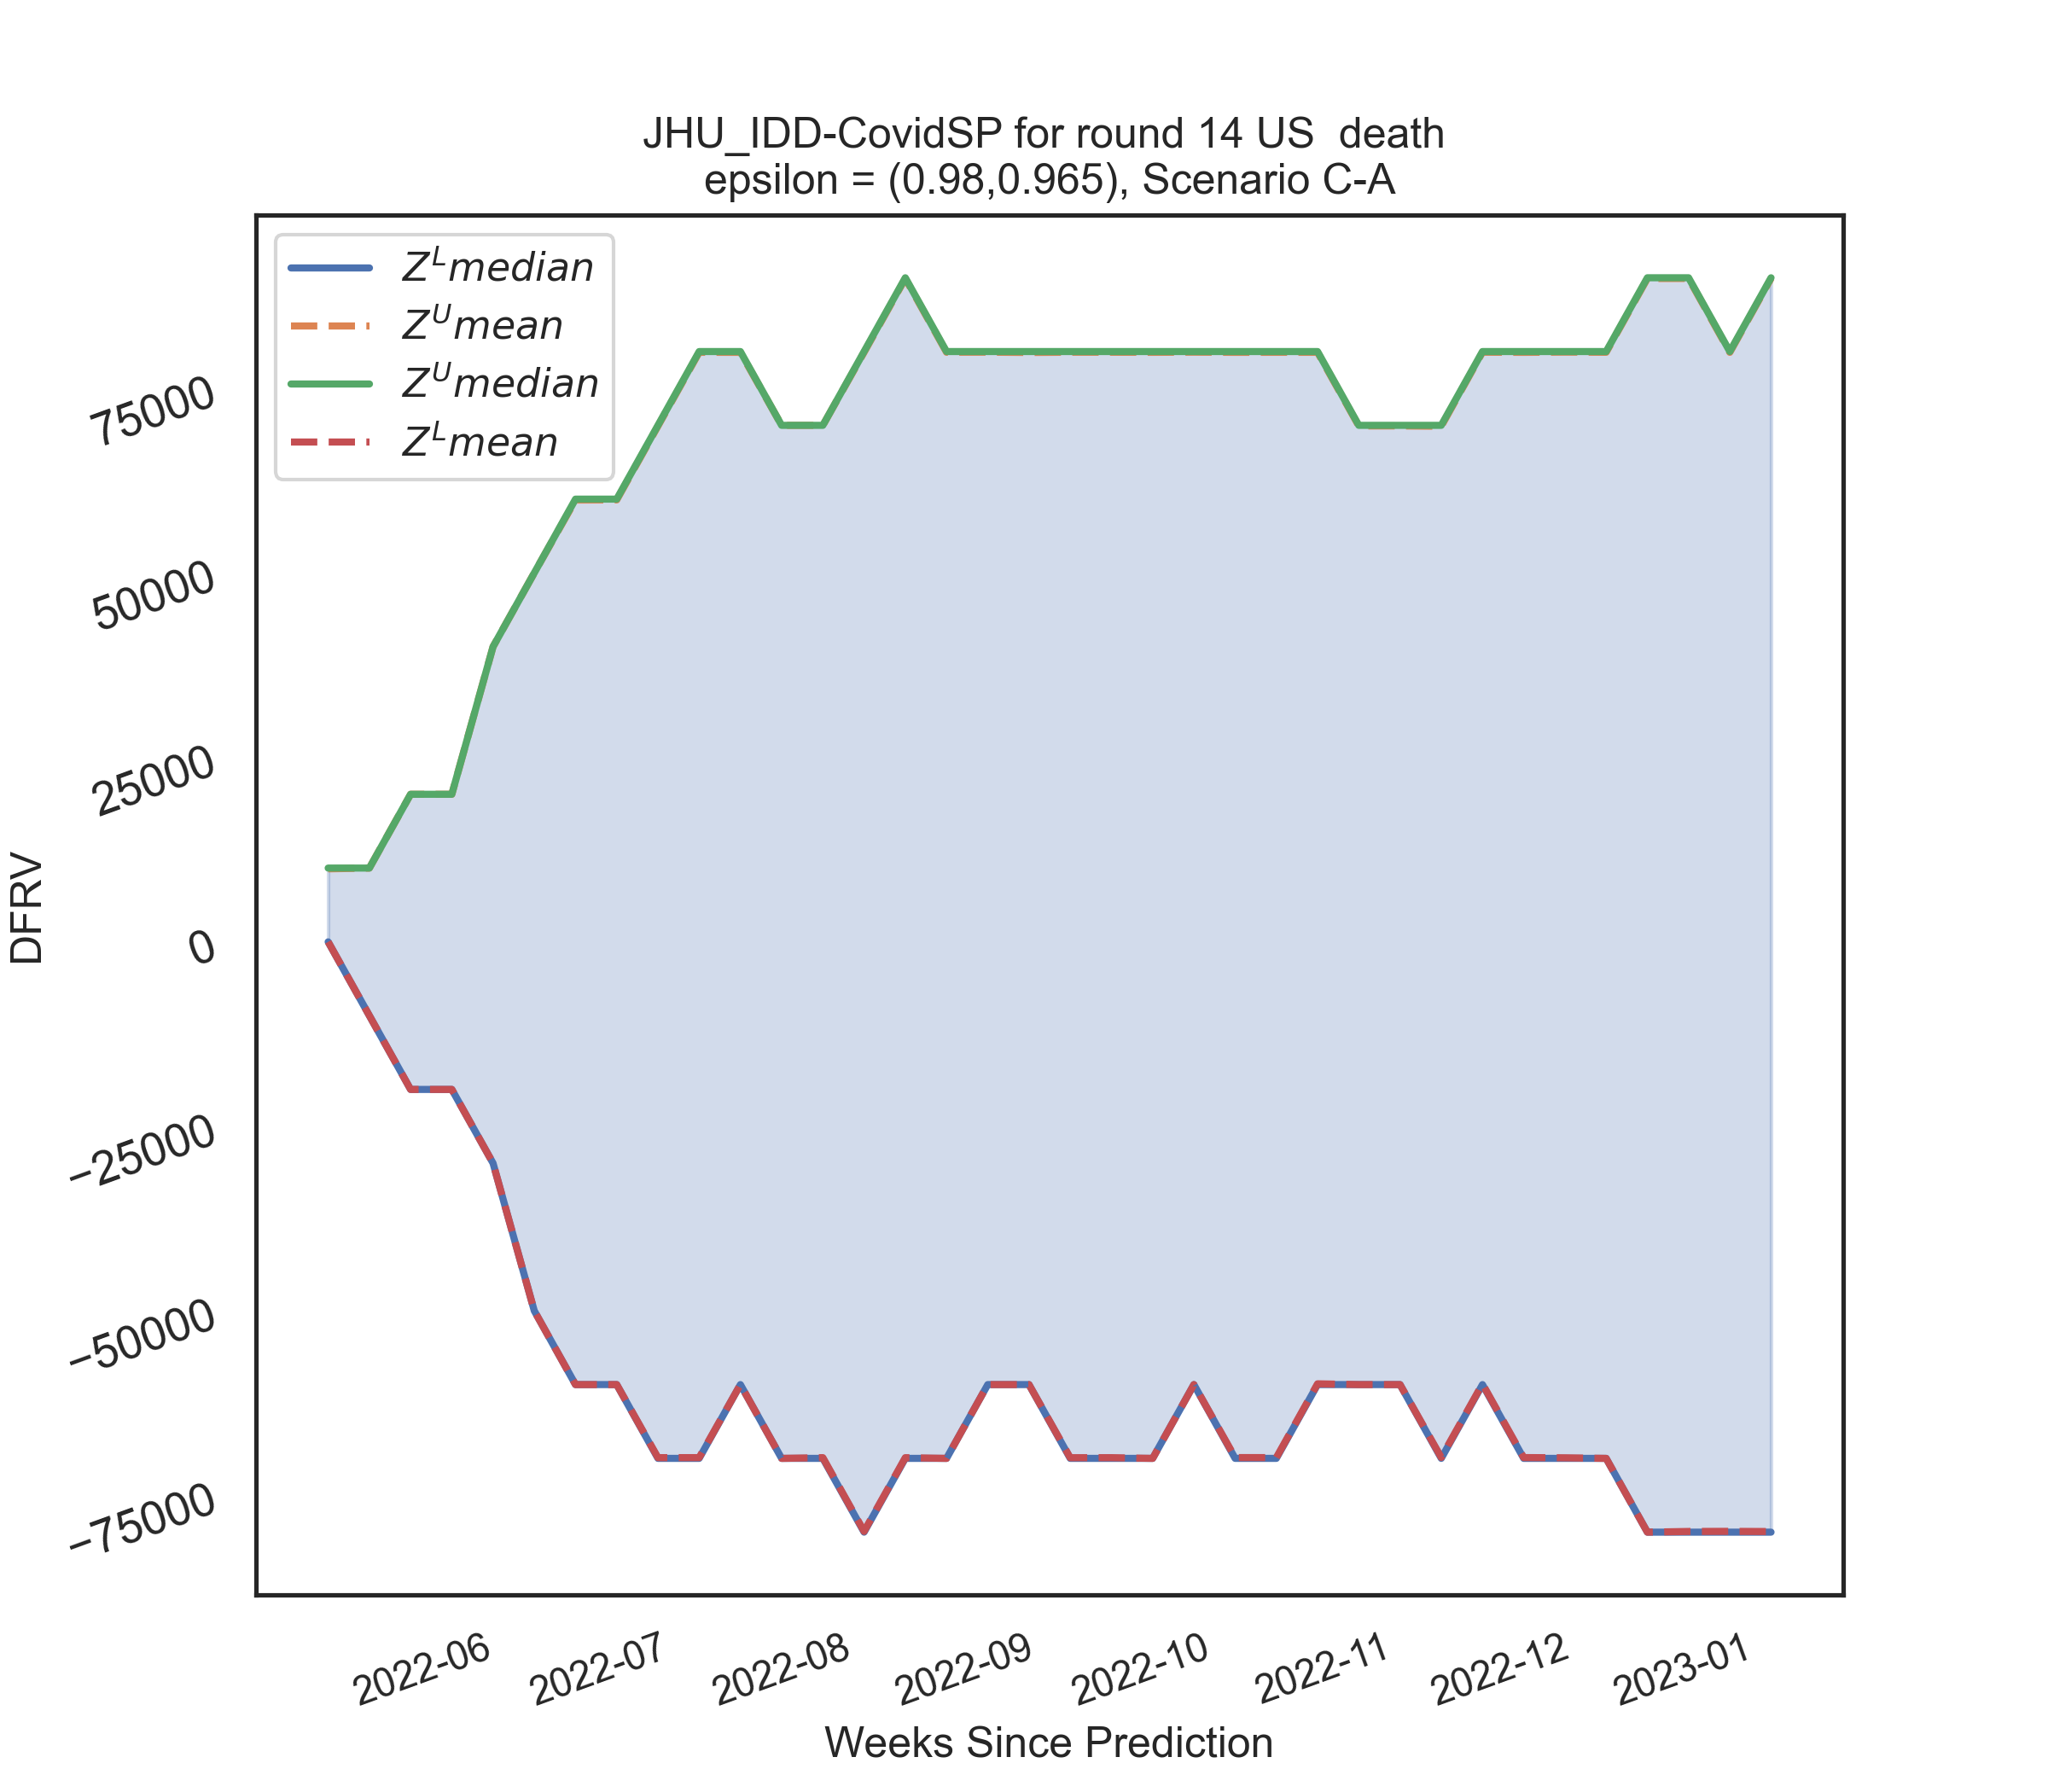 JHU_IDD-CovidSP for round 14 US  death
epsilon = (0.98,0.965), Scenario C-A
Z^L median
Z^U mean
Z^U median
Z^L mean
75000
50000
25000
0
−25000
−50000
−75000
DFRV
2022-06
2022-07
2022-08
2022-09
2022-10
2022-11
2022-12
2023-01
Weeks Since Prediction